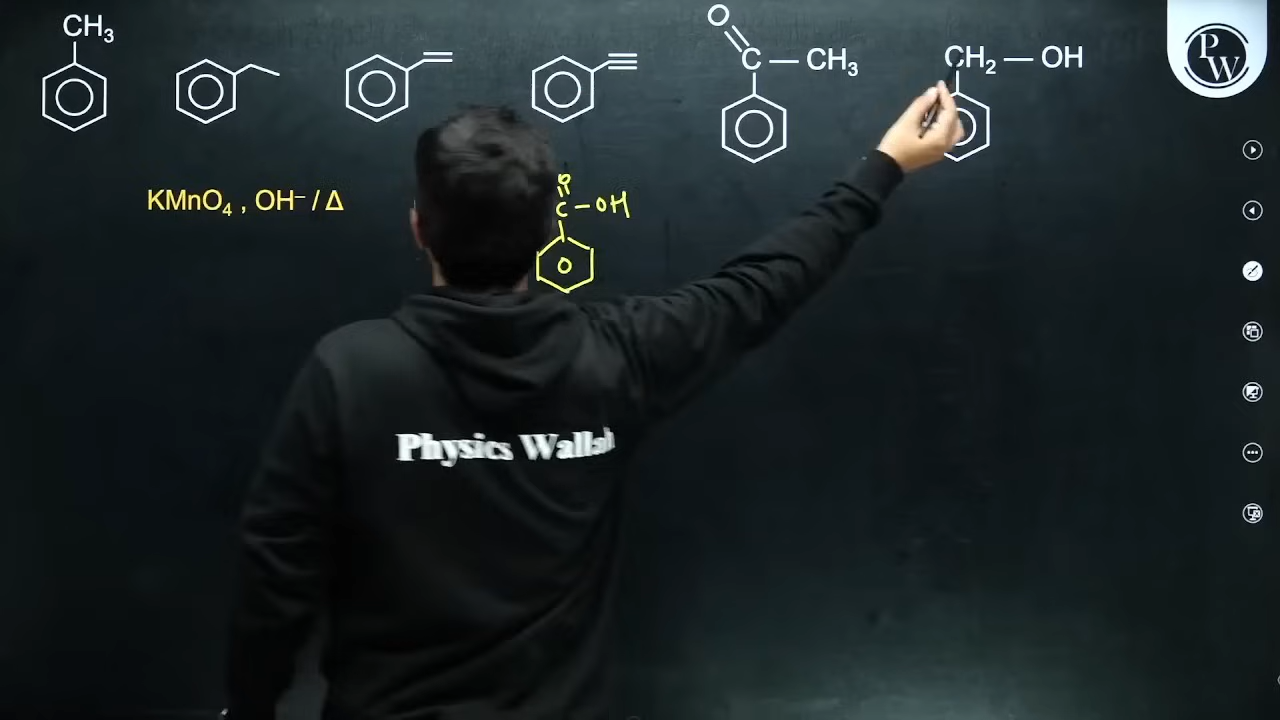 CH₃
O
C — CH₃
CH₂ — OH
PW
KMnO₄ , OH⁻ / Δ
O
C - OH
Physics Wallah